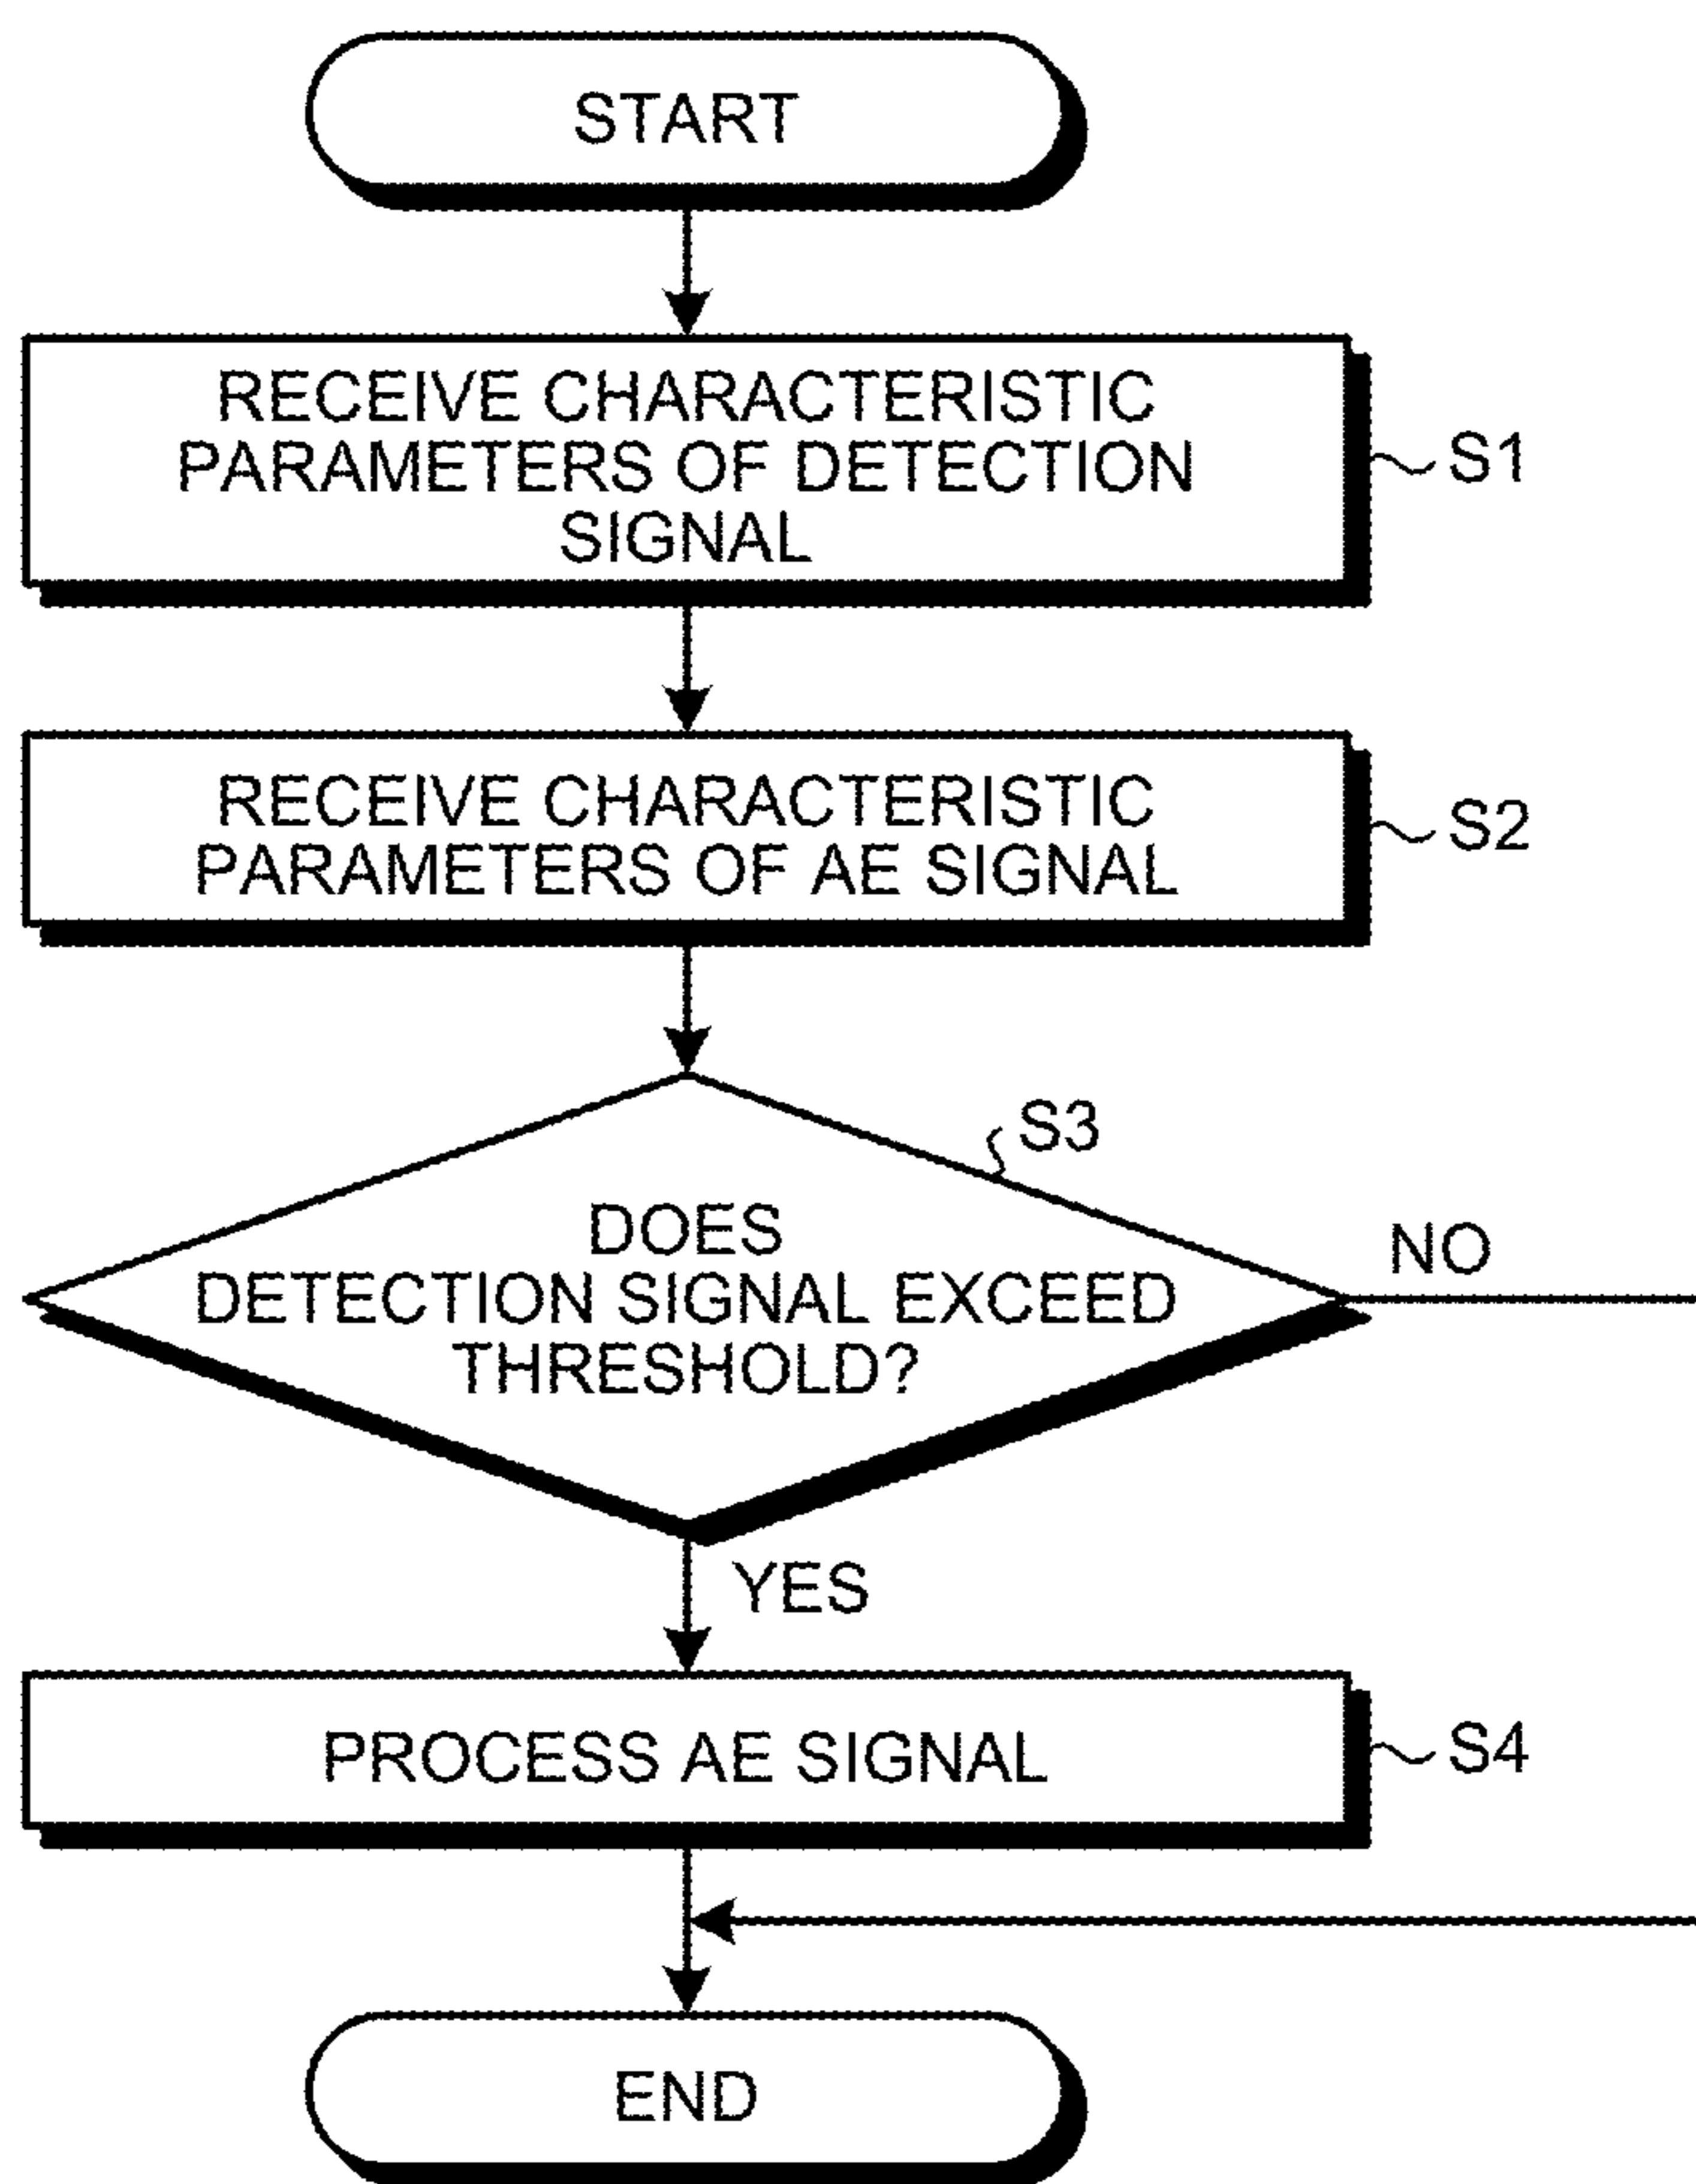 START
RECEIVE CHARACTERISTIC
PARAMETERS OF DETECTION
SIGNAL
S1
RECEIVE CHARACTERISTIC
PARAMETERS OF AE SIGNAL
S2
S3
DOES
DETECTION SIGNAL EXCEED
THRESHOLD?
NO
YES
PROCESS AE SIGNAL
S4
END